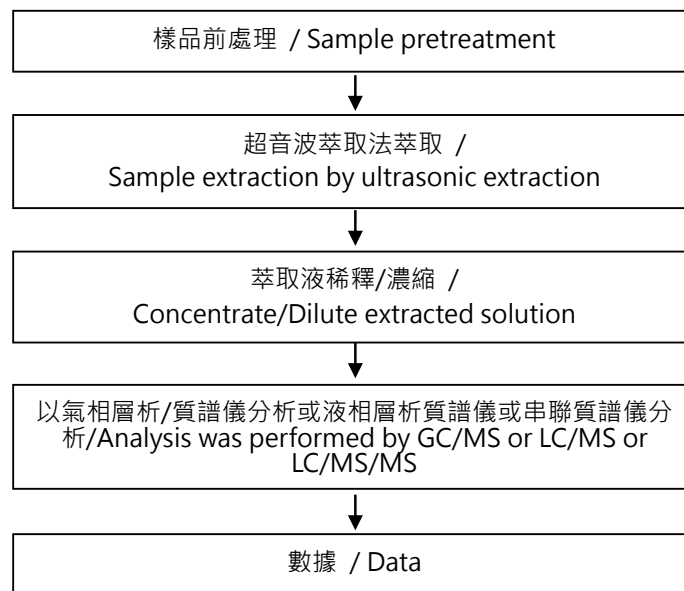 樣品前處理 / Sample pretreatment
超音波萃取法萃取 /
Sample extraction by ultrasonic extraction
萃取液稀釋/濃縮 /
Concentrate/Dilute extracted solution
以氣相層析/質譜儀分析或液相層析質譜儀或串聯質譜儀分
析/Analysis was performed by GC/MS or LC/MS or
LC/MS/MS
數據 / Data